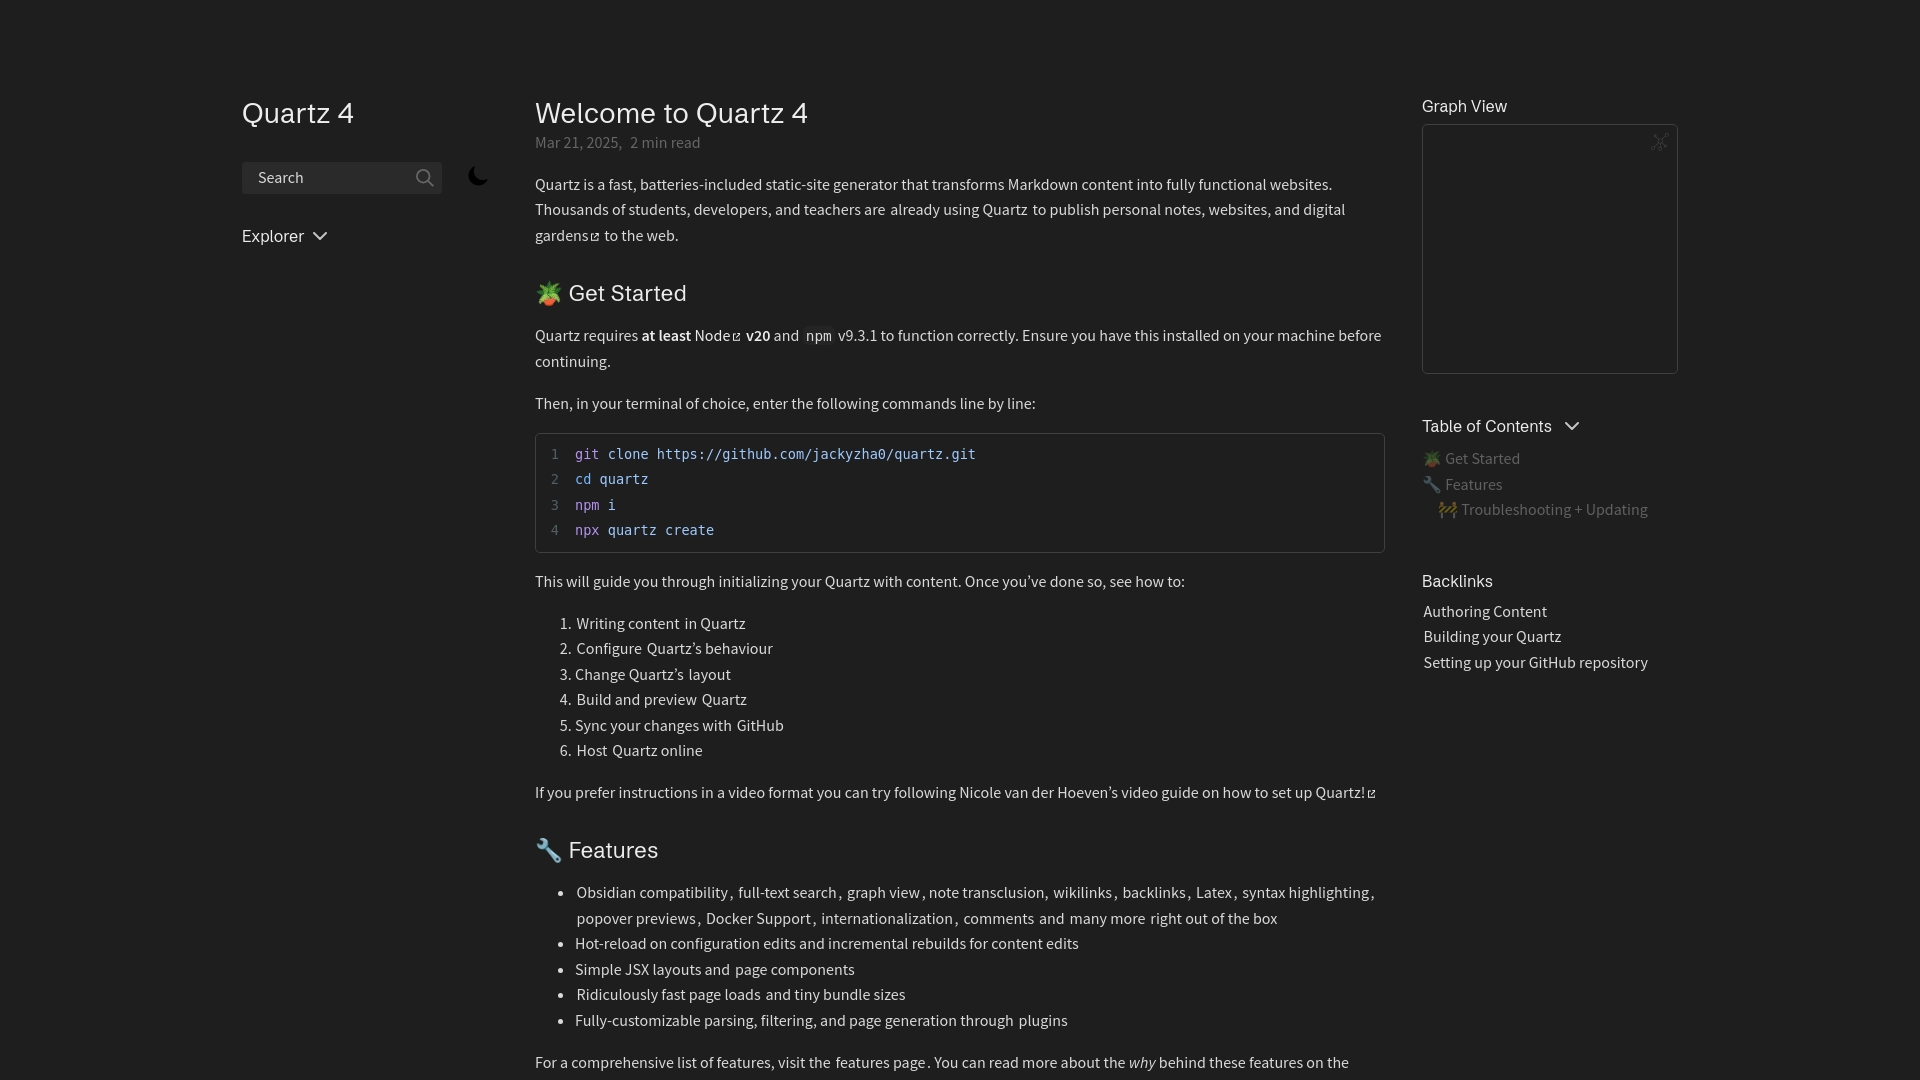 Quartz 4
Search
Explorer
Welcome to Quartz 4
Mar 21, 2025, 2 min read
Quartz is a fast, batteries-included static-site generator that transforms Markdown content into fully functional websites.
Thousands of students, developers, and teachers are already using Quartz to publish personal notes, websites, and digital
gardens to the web.
🪴 Get Started
Quartz requires at least Node v20 and npm v9.3.1 to function correctly. Ensure you have this installed on your machine before
continuing.
Then, in your terminal of choice, enter the following commands line by line:
1 git clone https://github.com/jackyzha0/quartz.git
2 cd quartz
3 npm i
4 npx quartz create
This will guide you through initializing your Quartz with content. Once you’ve done so, see how to:
1. Writing content in Quartz
2. Configure Quartz’s behaviour
3. Change Quartz’s layout
4. Build and preview Quartz
5. Sync your changes with GitHub
6. Host Quartz online
If you prefer instructions in a video format you can try following Nicole van der Hoeven’s video guide on how to set up Quartz!
🔧 Features
• Obsidian compatibility, full-text search, graph view, note transclusion, wikilinks, backlinks, Latex, syntax highlighting,
popover previews, Docker Support, internationalization, comments and many more right out of the box
• Hot-reload on configuration edits and incremental rebuilds for content edits
• Simple JSX layouts and page components
• Ridiculously fast page loads and tiny bundle sizes
• Fully-customizable parsing, filtering, and page generation through plugins
For a comprehensive list of features, visit the features page. You can read more about the why behind these features on the
Graph View
Table of Contents
🪴 Get Started
🔧 Features
🚧 Troubleshooting + Updating
Backlinks
Authoring Content
Building your Quartz
Setting up your GitHub repository